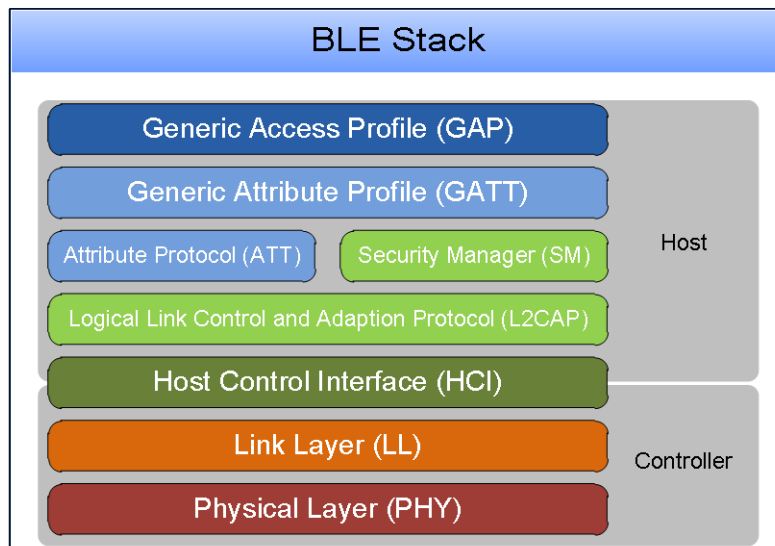 BLE Stack
Generic Access Profile (GAP)
Generic Attribute Profile (GATT)
Attribute Protocol (ATT)
Security Manager (SM)
Host
Logical Link Control and Adaption Protocol (L2CAP)
Host Control Interface (HCI)
Link Layer (LL)
Controller
Physical Layer (PHY)